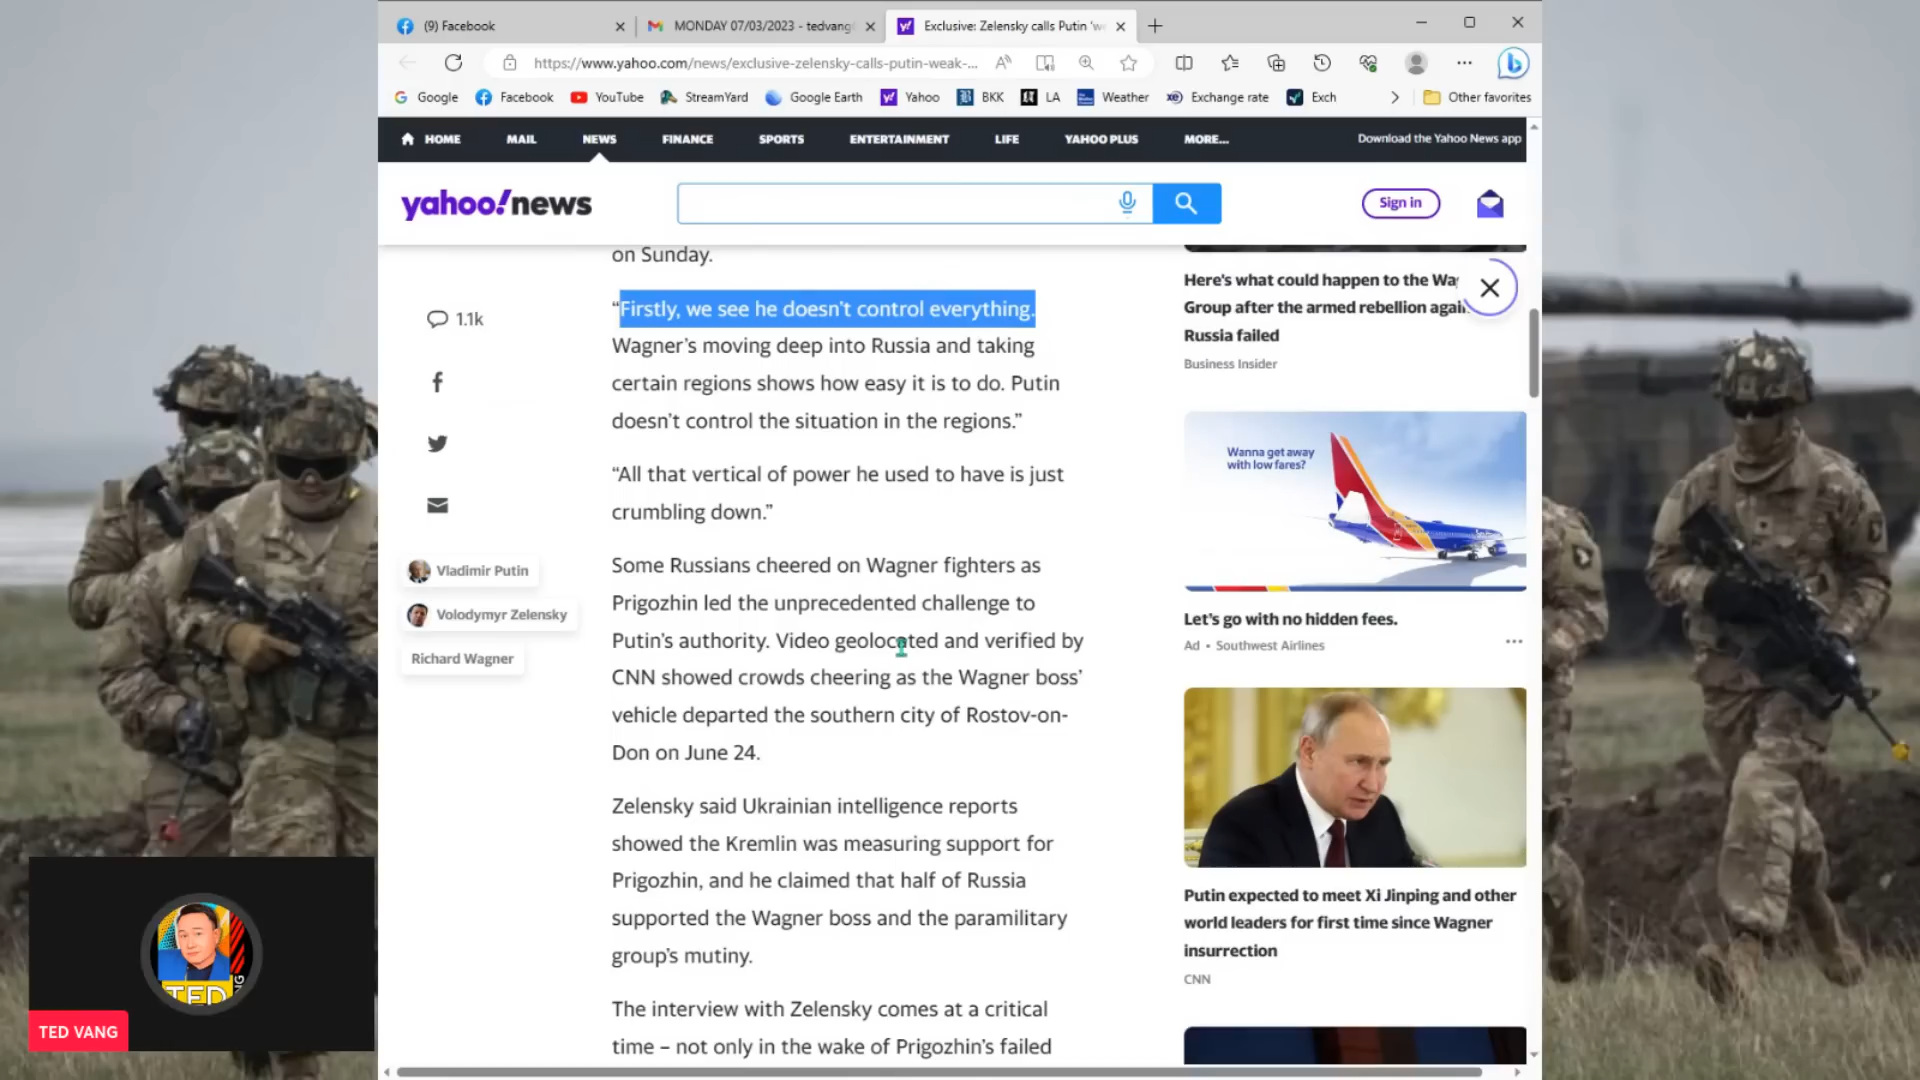 (9) Facebook
MONDAY 07/03/2023 - tedvang
Exclusive: Zelensky calls Putin 'we
https://www.yahoo.com/news/exclusive-zelensky-calls-putin-weak-...
Google
Facebook
YouTube
StreamYard
Google Earth
Yahoo
BKK
LA
Weather
Exchange rate
Exch
Other favorites
HOME
MAIL
NEWS
FINANCE
SPORTS
ENTERTAINMENT
LIFE
YAHOO PLUS
MORE...
Download the Yahoo News app
yahoo!news
Sign in
1.1k
Vladimir Putin
Volodymyr Zelensky
Richard Wagner
on Sunday.
“Firstly, we see he doesn’t control everything.
Wagner’s moving deep into Russia and taking
certain regions shows how easy it is to do. Putin
doesn’t control the situation in the regions.”
“All that vertical of power he used to have is just
crumbling down.”
Some Russians cheered on Wagner fighters as
Prigozhin led the unprecedented challenge to
Putin’s authority. Video geolocated and verified by
CNN showed crowds cheering as the Wagner boss’
vehicle departed the southern city of Rostov-on-
Don on June 24.
Zelensky said Ukrainian intelligence reports
showed the Kremlin was measuring support for
Prigozhin, and he claimed that half of Russia
supported the Wagner boss and the paramilitary
group’s mutiny.
The interview with Zelensky comes at a critical
time – not only in the wake of Prigozhin’s failed
Here's what could happen to the Wa
Group after the armed rebellion agai
Russia failed
Business Insider
Wanna get away
with low fares?
Let's go with no hidden fees.
Ad • Southwest Airlines
Putin expected to meet Xi Jinping and other
world leaders for first time since Wagner
insurrection
CNN
TED
TED VANG